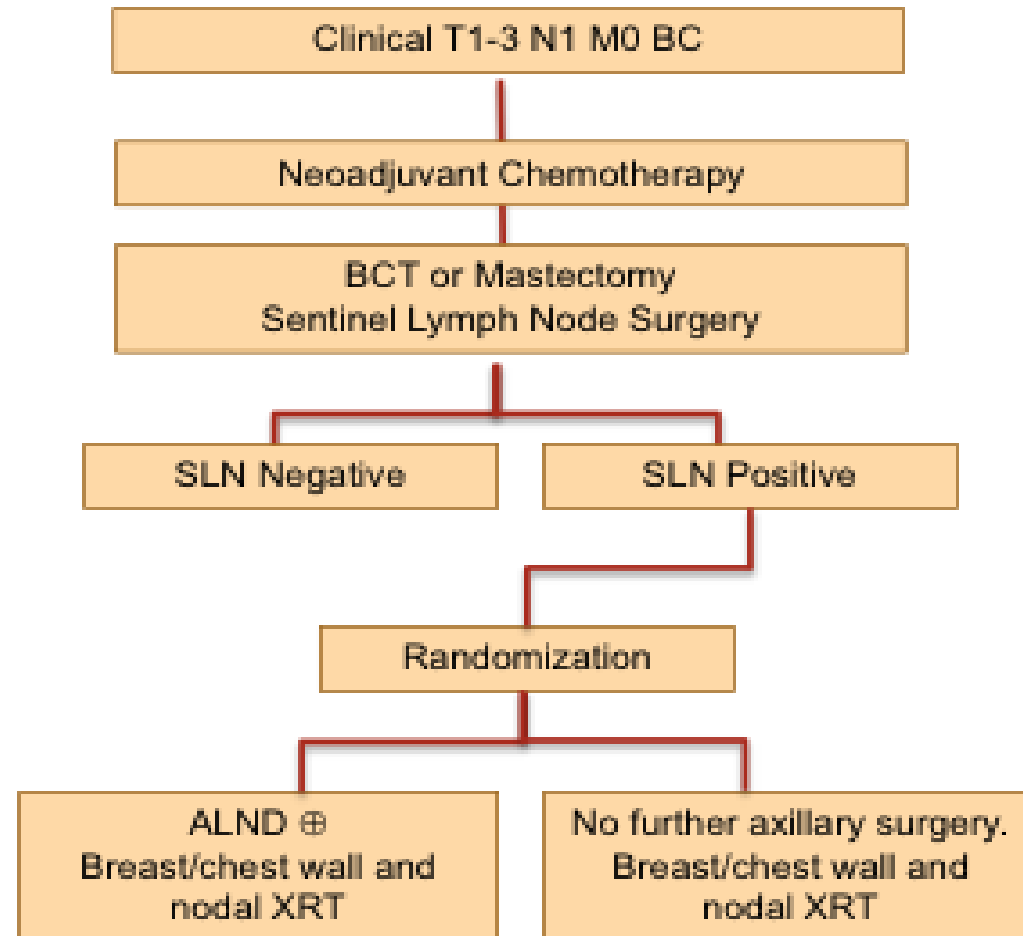 Clinical T1-3 N1 M0 BC
Neoadjuvant Chemotherapy
BCT or Mastectomy
Sentinel Lymph Node Surgery
SLN Negative
SLN Positive
Randomization
ALND ⊕
Breast/chest wall and
nodal XRT
No further axillary surgery.
Breast/chest wall and
nodal XRT